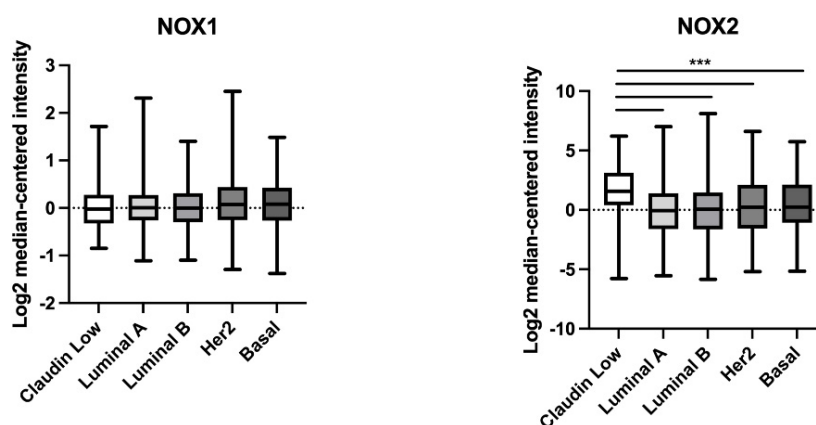 NOX1
Log2 median-centered intensity
3
2
1
0
-1
-2
Claudin Low
Luminal A
Luminal B
Her2
Basal
NOX2
***
Log2 median-centered intensity
10
5
0
-5
-10
Claudin Low
Luminal A
Luminal B
Her2
Basal